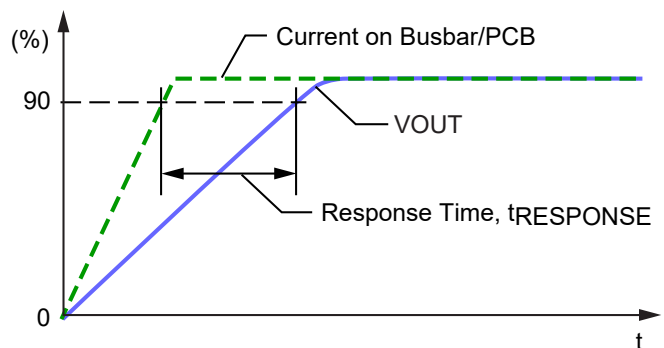 (%)
Current on Busbar/PCB
90
VOUT
Response Time, tRESPONSE
0
t